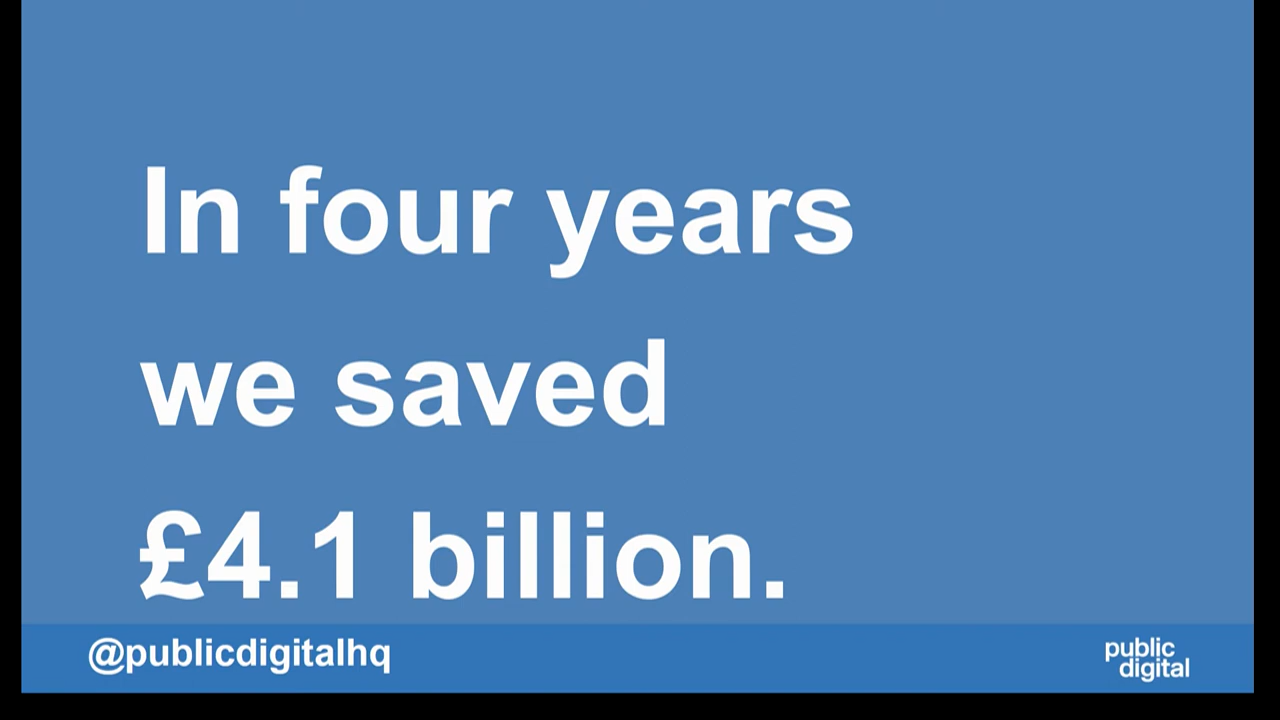 In four years
we saved
£4.1 billion.
@publicdigitalhq
public
digital